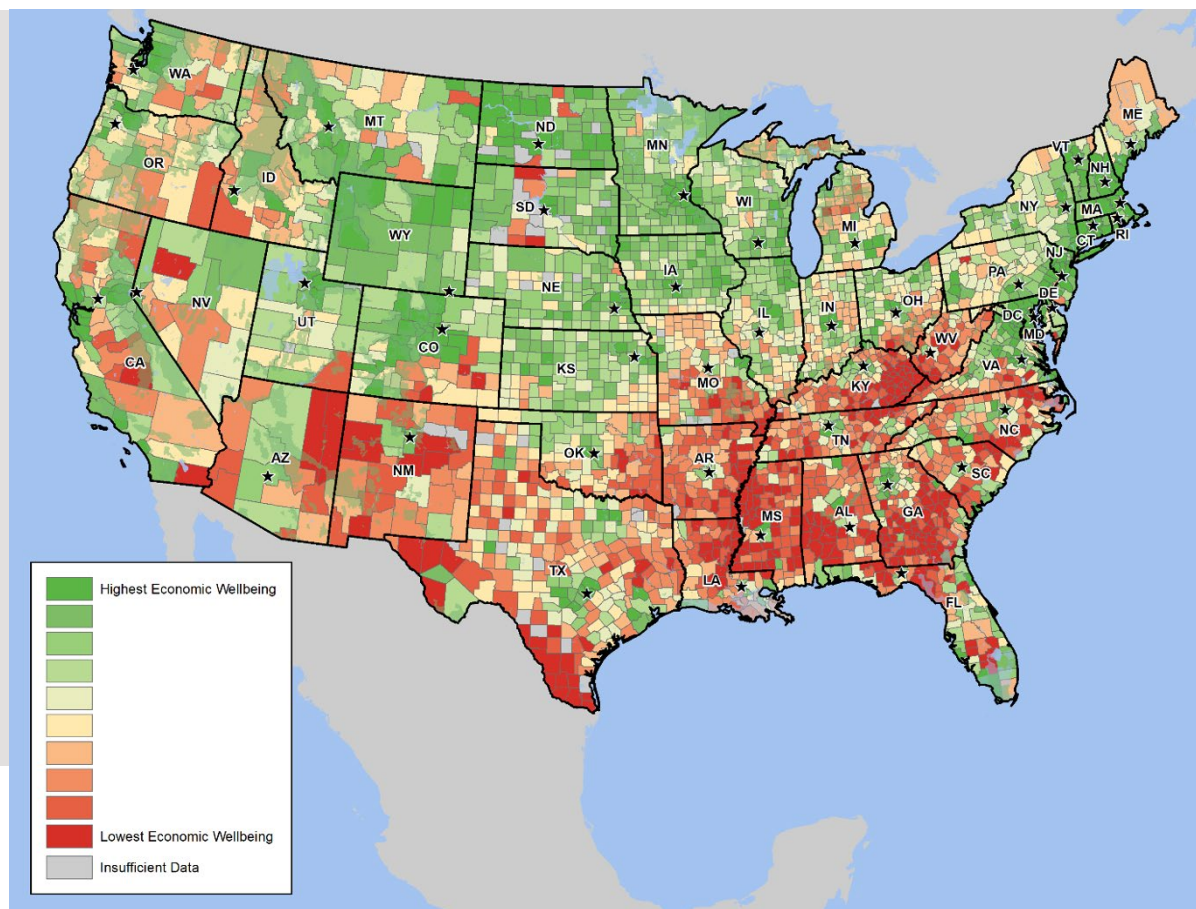 WA
MT
ND
MN
ME
VT
NH
OR
ID
SD
WI
NY
MA
MI
RI
CT
WY
IA
NJ
PA
NE
OH
DE
NV
IL
IN
DC
UT
MD
CO
WV
CA
KS
VA
MO
KY
NC
TN
OK
AR
AZ
NM
SC
MS
AL
GA
TX
LA
FL
Highest Economic Wellbeing
Lowest Economic Wellbeing
Insufficient Data